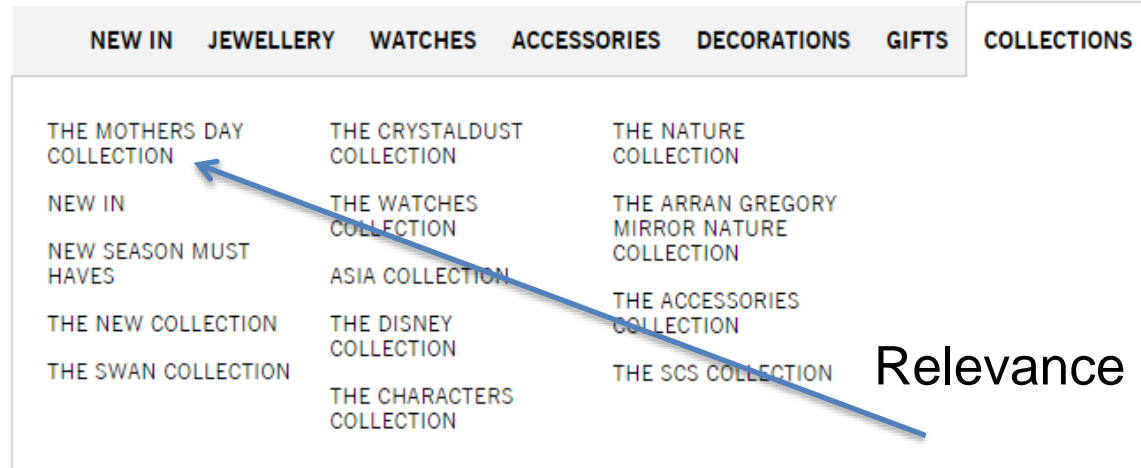 NEW IN JEWELLERY WATCHES ACCESSORIES DECORATIONS GIFTS COLLECTIONS
THE MOTHERS DAY
COLLECTION
NEW IN
NEW SEASON MUST
HAVES
THE NEW COLLECTION
THE SWAN COLLECTION
THE CRYSTALDUST
COLLECTION
THE WATCHES
COLLECTION
ASIA COLLECTION
THE DISNEY
COLLECTION
THE CHARACTERS
COLLECTION
THE NATURE
COLLECTION
THE ARRAN GREGORY
MIRROR NATURE
COLLECTION
THE ACCESSORIES
COLLECTION
THE SCS COLLECTION
Relevance